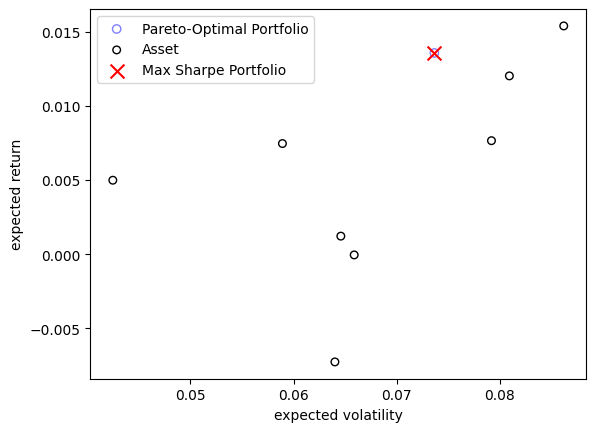 Pareto-Optimal Portfolio
Asset
Max Sharpe Portfolio
0.015
0.010
0.005
0.000
−0.005
expected return
0.05 0.06 0.07 0.08
expected volatility